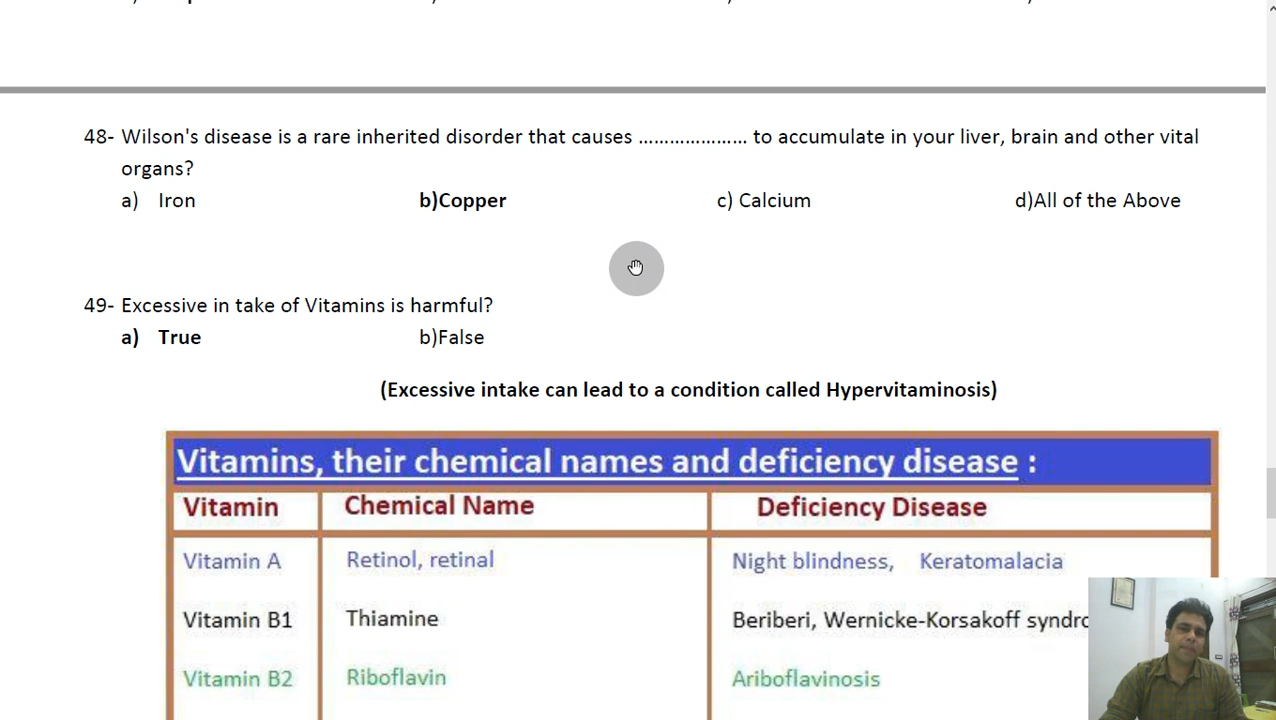 48- Wilson's disease is a rare inherited disorder that causes ..................... to accumulate in your liver, brain and other vital
organs?
a) Iron b)Copper c) Calcium d)All of the Above
49- Excessive in take of Vitamins is harmful?
a) True b)False
(Excessive intake can lead to a condition called Hypervitaminosis)
Vitamins, their chemical names and deficiency disease :
Vitamin Chemical Name Deficiency Disease
Vitamin A Retinol, retinal Night blindness, Keratomalacia
Vitamin B1 Thiamine Beriberi, Wernicke-Korsakoff
Vitamin B2 Riboflavin Ariboflavinosis